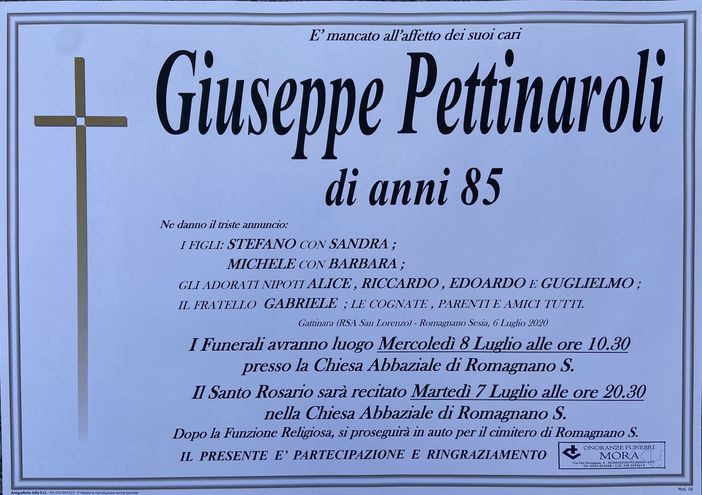 E' mancato all'affetto dei suoi cari
Giuseppe Pettinaroli
di anni 85
Ne danno il triste annuncio:
I FIGLI: STEFANO CON SANDRA ;
MICHELE CON BARBARA ;
GLI ADORATI NIPOTI ALICE , RICCARDO , EDOARDO E GUGLIELMO ;
IL FRATELLO GABRIELE ; LE COGNATE , PARENTI E AMICI TUTTI.
Gattinara (RSA San Lorenzo) - Romagnano Sesia, 6 Luglio 2020
I Funerali avranno luogo Mercoledì 8 Luglio alle ore 10.30
presso la Chiesa Abbaziale di Romagnano S.
Il Santo Rosario sarà recitato Martedì 7 Luglio alle ore 20.30
nella Chiesa Abbaziale di Romagnano S.
Dopo la Funzione Religiosa, si proseguirà in auto per il cimitero di Romagnano S.
IL PRESENTE E' PARTECIPAZIONE E RINGRAZIAMENTO
ONORANZE FUNEBRI
MORA